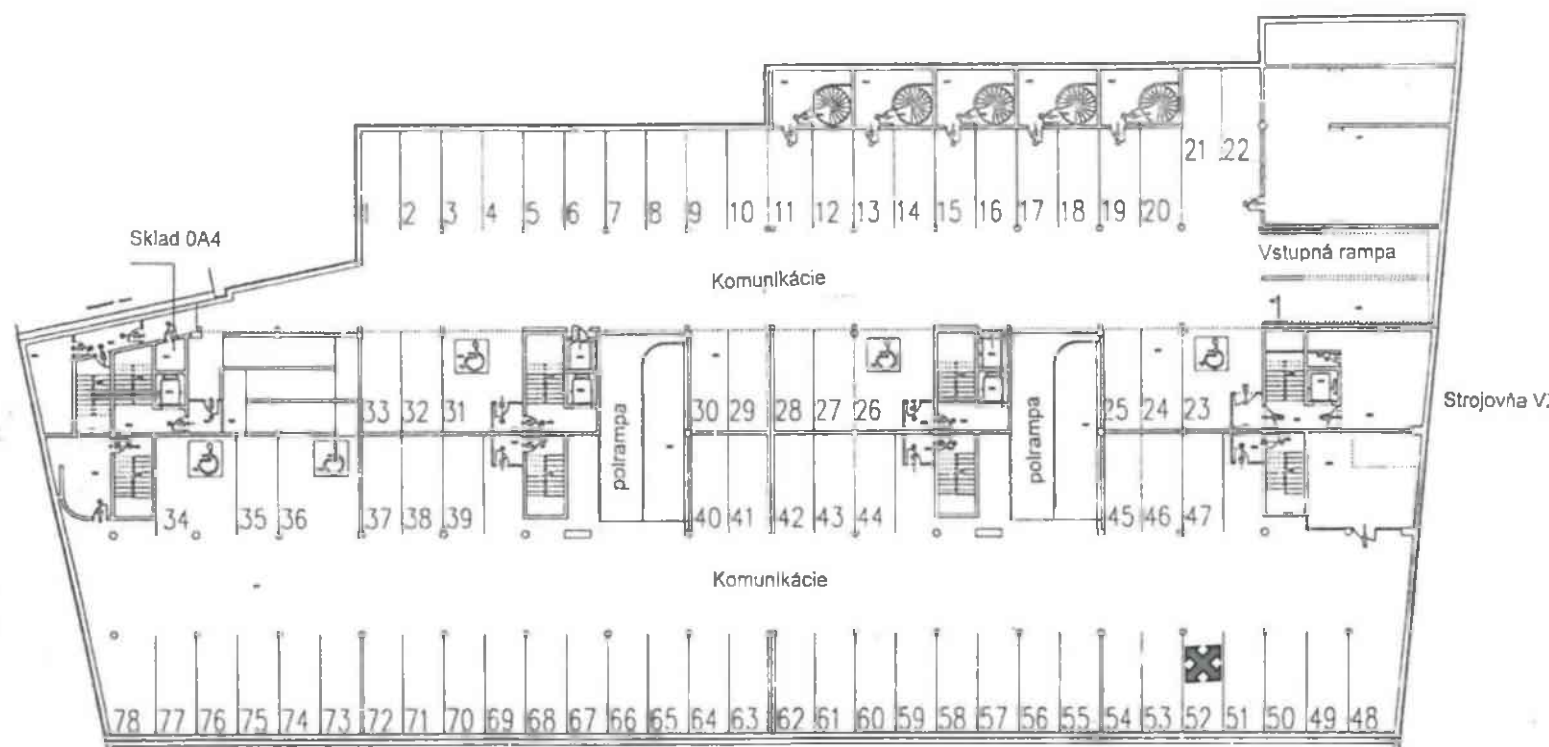 21 22
1 2 3 4 5 6 7 8 9 10 11 12 13 14 15 16 17 18 19 20
Sklad 0A4
Vstupná rampa
Komunikácie
Strojovňa VZ
33 32 31
30 29 28 27 26
25 24 23
polrampa
polrampa
34 35 36 37 38 39
40 41 42 43 44
45 46 47
Komunikácie
78 77 76 75 74 73 72 71 70 69 68 67 66 65 64 63 62 61 60 59 58 57 56 55 54 53 52 51 50 49 48